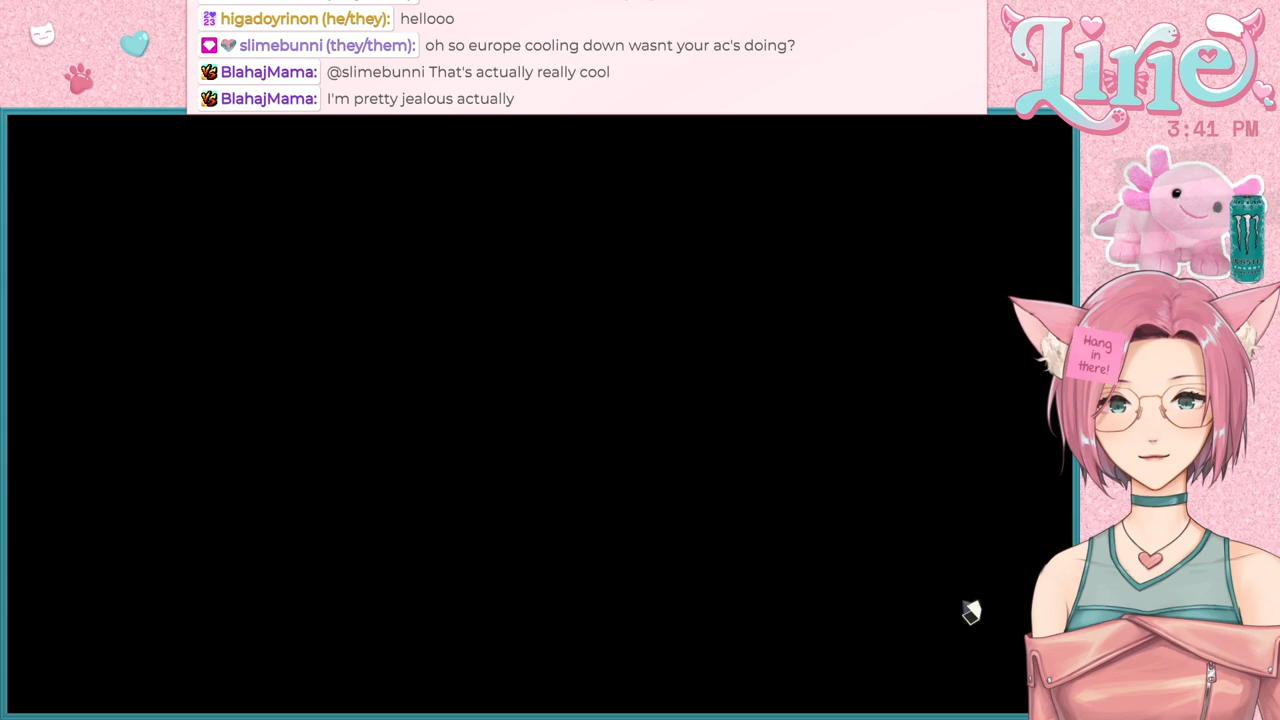 higadoyrinon (he/they): hellooo
slimebunni (they/them): oh so europe cooling down wasnt your ac's doing?
BlahajMama: @slimebunni That's actually really cool
BlahajMama: I'm pretty jealous actually
Lirie
3:41 PM
Hang
in
there!